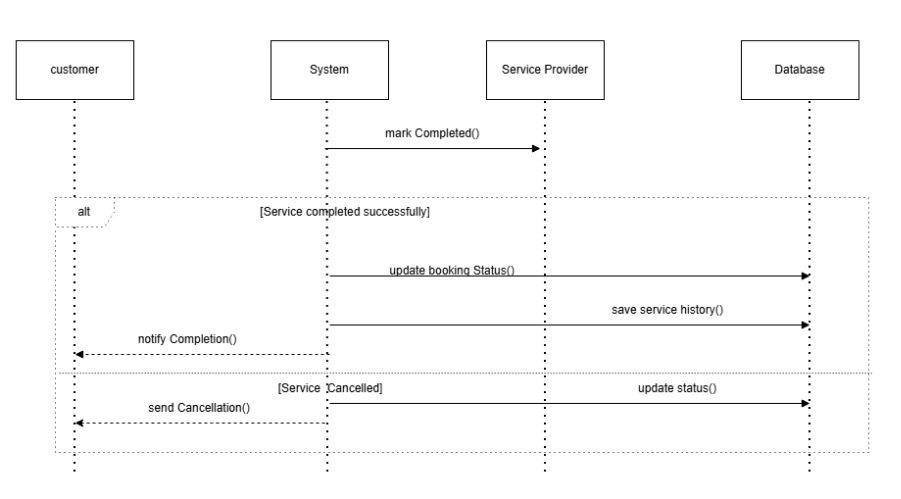 customer
System
Service Provider
Database
mark Completed()
alt
[Service completed successfully]
update booking Status()
save service history()
notify Completion()
[Service Cancelled]
update status()
send Cancellation()